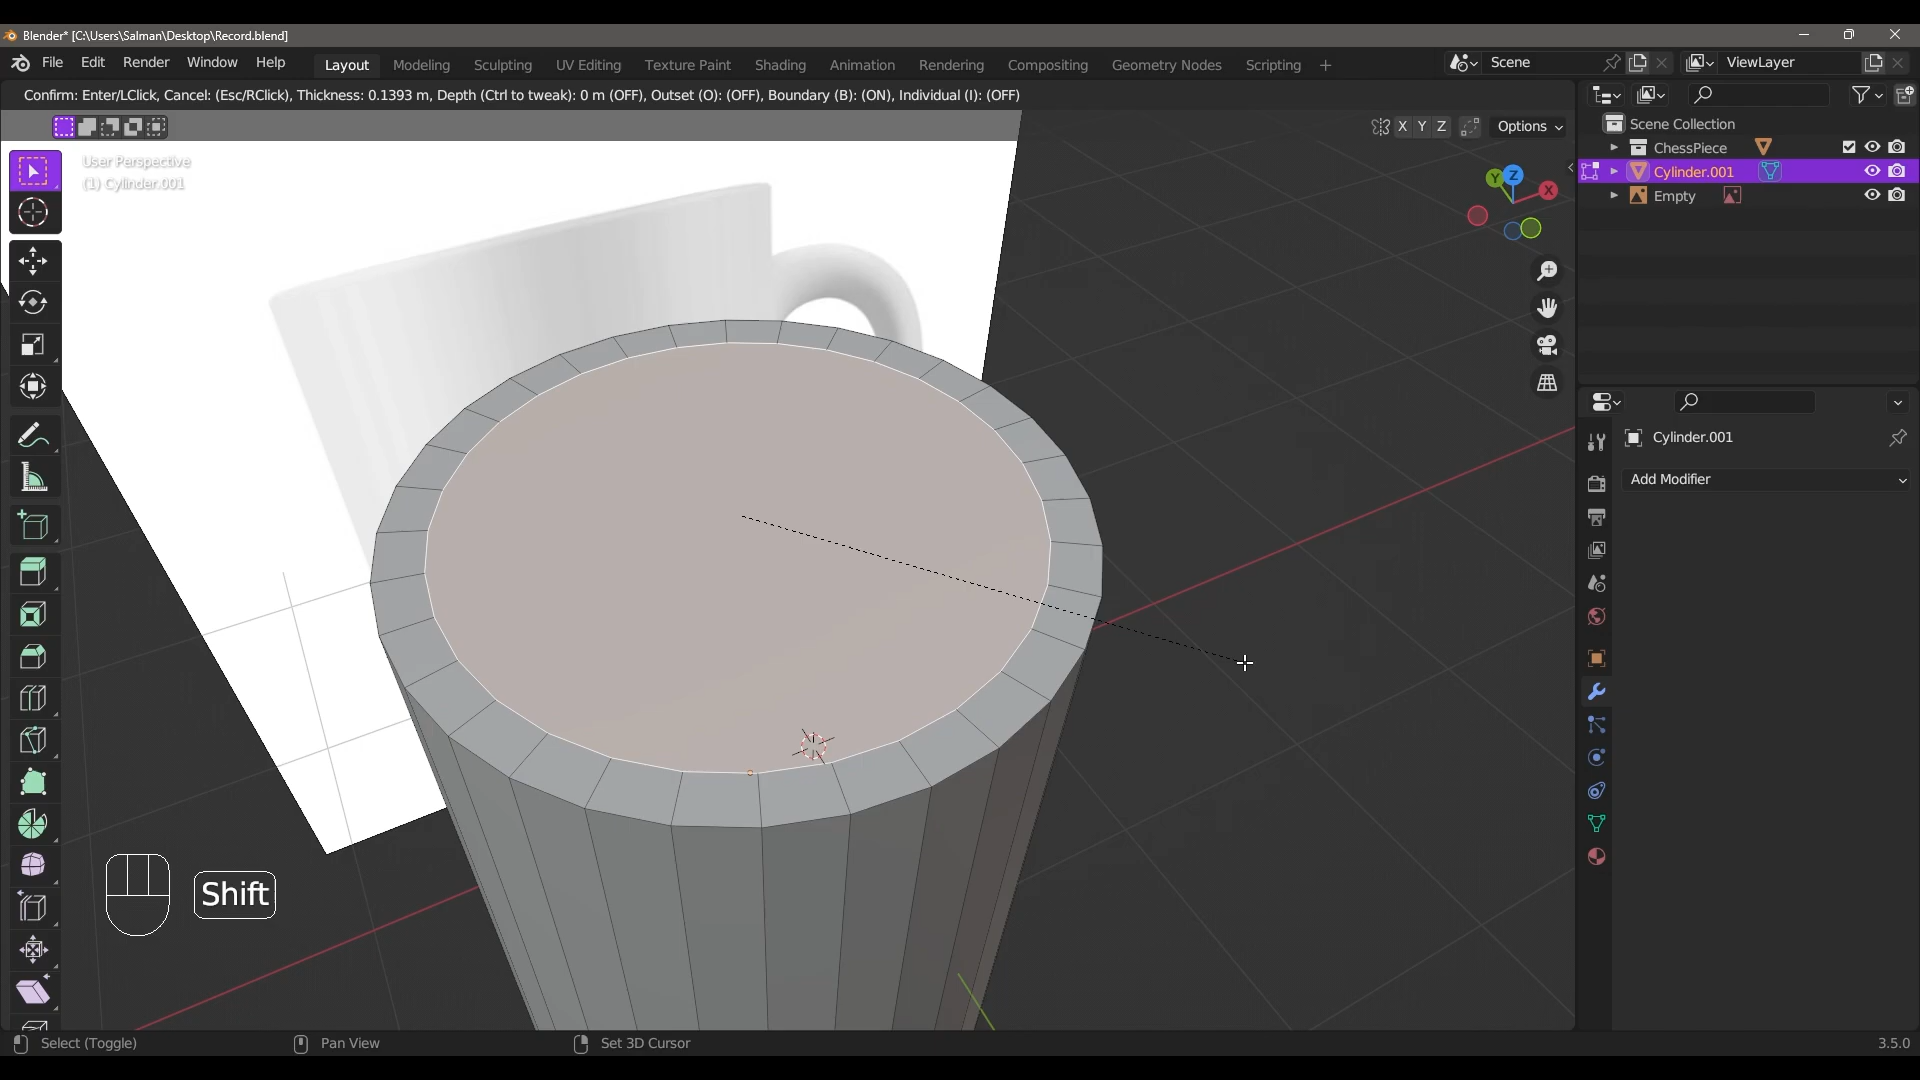 Blender* [C:\Users\Salman\Desktop\Record.blend]
File Edit Render Window Help Layout Modeling Sculpting UV Editing Texture Paint Shading Animation Rendering Compositing Geometry Nodes Scripting + Scene ViewLayer
Confirm: Enter/LClick, Cancel: (Esc/RClick), Thickness: 0.1393 m, Depth (Ctrl to tweak): 0 m (OFF), Outset (O): (OFF), Boundary (B): (ON), Individual (I): (OFF)
X Y Z Options
Scene Collection
ChessPiece
Cylinder.001
Empty
User Perspective
(1) Cylinder.001
Y Z X
Cylinder.001
Add Modifier
Shift
Select (Toggle) Pan View Set 3D Cursor 3.5.0